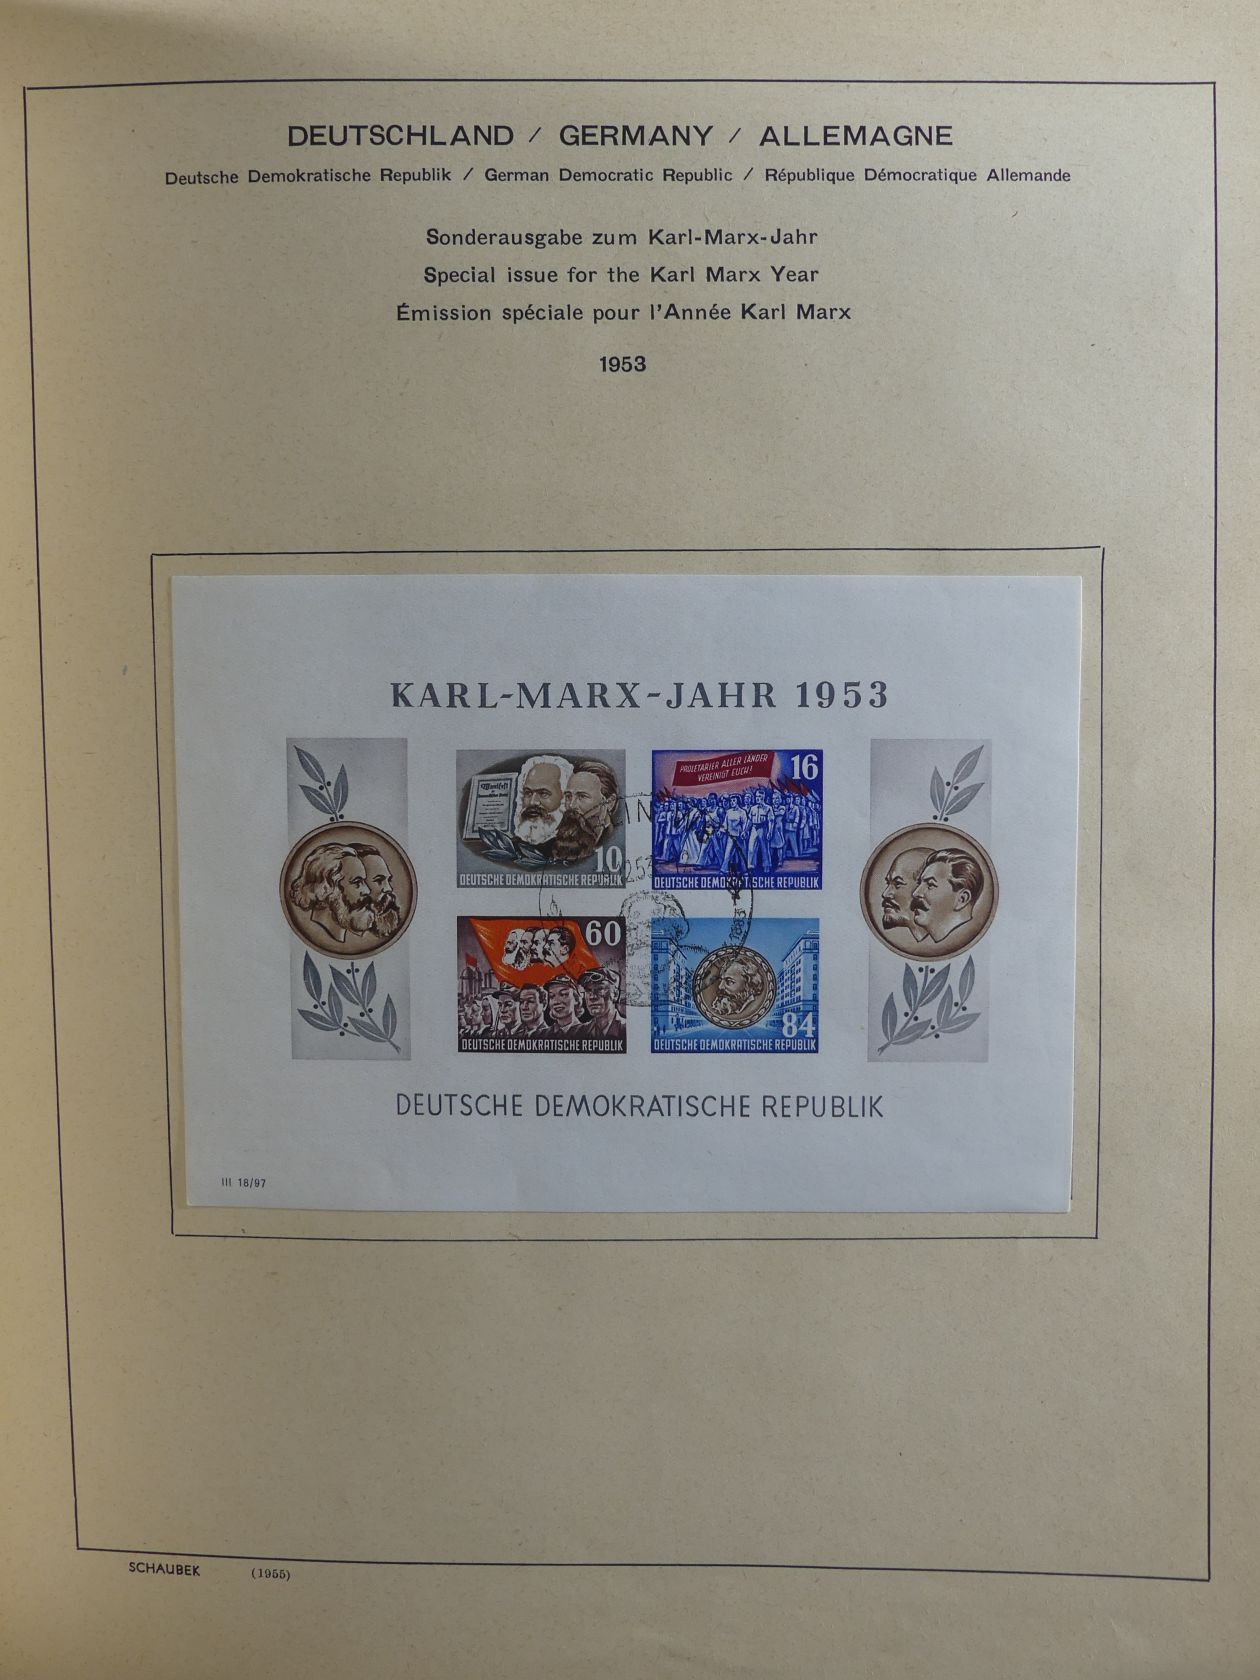 DEUTSCHLAND / GERMANY / ALLEMAGNE
Deutsche Demokratische Republik / German Democratic Republic / République Démocratique Allemande
Sonderausgabe zum Karl-Marx-Jahr
Special issue for the Karl Marx Year
Émission spéciale pour l'Année Karl Marx
1953
KARL-MARX-JAHR 1953
Manifest
10
DEUTSCHE DEMOKRATISCHE REPUBLIK
PROLETARIER ALLER LÄNDER
VEREINIGT EUCH!
16
DEUTSCHE DEMOKRATISCHE REPUBLIK
60
DEUTSCHE DEMOKRATISCHE REPUBLIK
84
DEUTSCHE DEMOKRATISCHE REPUBLIK
1883
DEUTSCHE DEMOKRATISCHE REPUBLIK
III 18/97
SCHAUBEK (1955)